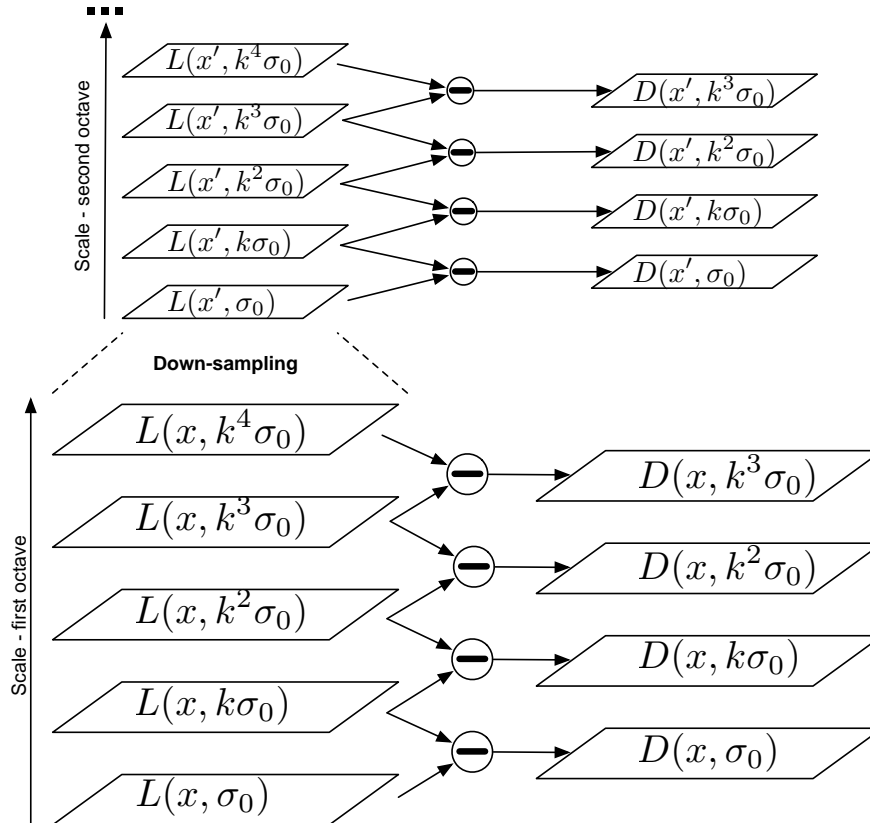 Scale - second octave
L(x′, k⁴σ₀)
D(x′, k³σ₀)
L(x′, k³σ₀)
D(x′, k²σ₀)
L(x′, k²σ₀)
D(x′, kσ₀)
L(x′, kσ₀)
D(x′, σ₀)
L(x′, σ₀)
Down-sampling
Scale - first octave
L(x, k⁴σ₀)
D(x, k³σ₀)
L(x, k³σ₀)
D(x, k²σ₀)
L(x, k²σ₀)
D(x, kσ₀)
L(x, kσ₀)
D(x, σ₀)
L(x, σ₀)